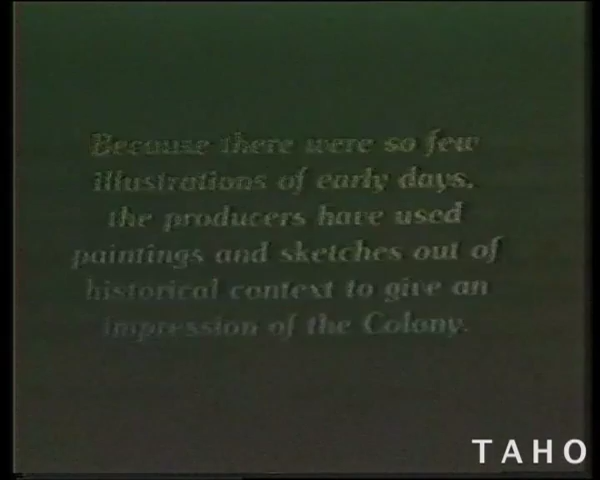 Because there were so few
illustrations of early days,
the producers have used
paintings and sketches out of
historical context to give an
impression of the Colony.
TAHO